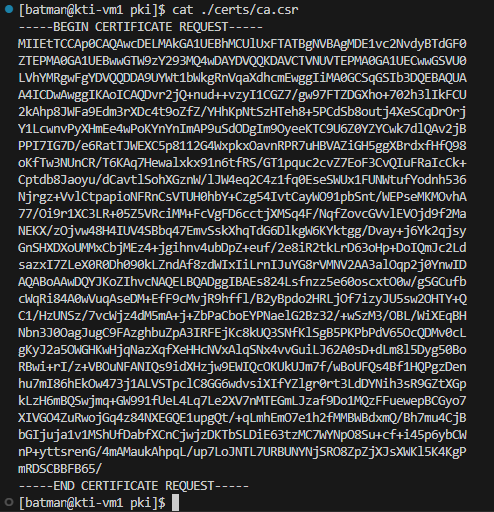 [batman@kti-vm1 pki]$ cat ./certs/ca.csr
-----BEGIN CERTIFICATE REQUEST-----
MIIEtTCCAp0CAQAwcDELMAkGA1UEBhMCUlUxFTATBgNVBAgMDE1vc2NvdyBTdGF0
ZTEPMA0GA1UEBwwGTW9zY293MQ4wDAYDVQQKDAVCTVNUVTEPMA0GA1UECwwGSVU0
LVhYMRgwFgYDVQQDDA9UYWt1bWkgRnVqaXdhcmEwggIiMA0GCSqGSIb3DQEBAQUA
A4ICDwAwggIKAoICAQDvr2jQ+nud++vzyI1CGZ7/gw97FTZDGXho+702h3lIkFCU
2kAhp8JWFa9Edm3rXDc4t9oZfZ/YHhKpNtSzHTeh8+5PCdSb8outj4XeSCqDrOrj
Y1LcwnvPyXHmEe4wPoKYnYnImAP9uSdODgIm9OyeeKTC9U6Z0YZYCwk7dlQAv2jB
PPI7IG7D/e6RatTJWEXC5p8112G4WxpkxOavnRPR7uHBVAZiGH5ggXBrdxfHfQ98
oKfTw3NUnCR/T6KAq7Hewalxkx91n6tfRS/GT1pquc2cvZ7EoF3CvQIuFRaIcCk+
Cptdb8Jaoyu/dCavtlSohXGznW/lJW4eq2C4z1fq0EseSWUx1FUNWtufYodnh536
Njrgz+VvlCtpapioNFRnCsVTUH0hbY+Czg54IvtCayWO91pbSnt/WEPseMKMOvhA
77/Oi9r1XC3LR+05Z5VRciMM+FcVgFD6cctjXMSq4F/NqfZovcGVvlEVOjd9f2Ma
NEKX/zOjvw48H4IUV4SBbq47EmvSskXhqTdG6DlkgW6KYktgg/Dvay+j6Yk2qjsy
GnSHXDXoUMMxCbjMEz4+jgihnv4ubDpZ+euf/2e8iR2tkLrD63oHp+DoIQmJc2Ld
sazxI7ZLeX0R0Dh090kLZndAf8zdWIxIiLrnIJuYG8rVMNV2AA3alOqp2j0YnwID
AQABoAAwDQYJKoZIhvcNAQELBQADggIBAEs824Lsfnzz5e60oscxtO0w/gSGCufb
cWqRi84A0wVuqAseDM+EfF9cMvjR9hffl/B2yBpdo2HRLjOf7izyJU5sw2OHTY+Q
C1/HzUNSz/7vcWjz4dM5mA+j+ZbPaCboEYPNaelG2Bz32/+wSzM3/OBL/WiXEqBH
Nbn3J0OagJugC9FAzghbuZpA3IRFEjKc8kUQ3SNfKlSgB5PKPbPdV65OcQDMv0cL
gKyJ2a5OWGHKwHjqNazXqfXeHHcNVxAlqSNx4vvGuiLJ62A0sD+dLm8l5Dyg50Bo
RBwi+rI/z+VBOuNFANIQs9idXHzjw9EWIQcOKUkUJm7f/wBoUFQs4Bf1HQPgzDen
hu7mI86hEkOw473j1ALVSTpclC8GG6wdvsiXIfYZlgr0rt3LdDYNih3sR9GZtXGp
kLzH6mBQSwjmq+GW991fUeL4Lq7Le2XV7nMTEGmLJzaf9Do1MQzFFuewepBCGyo7
XIVGO4ZuRwojGq4z84NXEGQE1upgQt/+qLmhEmO7e1h2fMMBWBdxmQ/Bh7mu4CjB
bGIjuja1v1MShUfDabfXCnCjwjzDKTbSLDiE63tzMC7WYNpO8Su+cf+i45p6ybCW
nP+yttsrenG/4mAMaukAhpqL/up7LoJNTL7URBUNYNjSRO8ZpZjXJsXWKl5K4KgP
mRDSCBBFB65/
-----END CERTIFICATE REQUEST-----
[batman@kti-vm1 pki]$